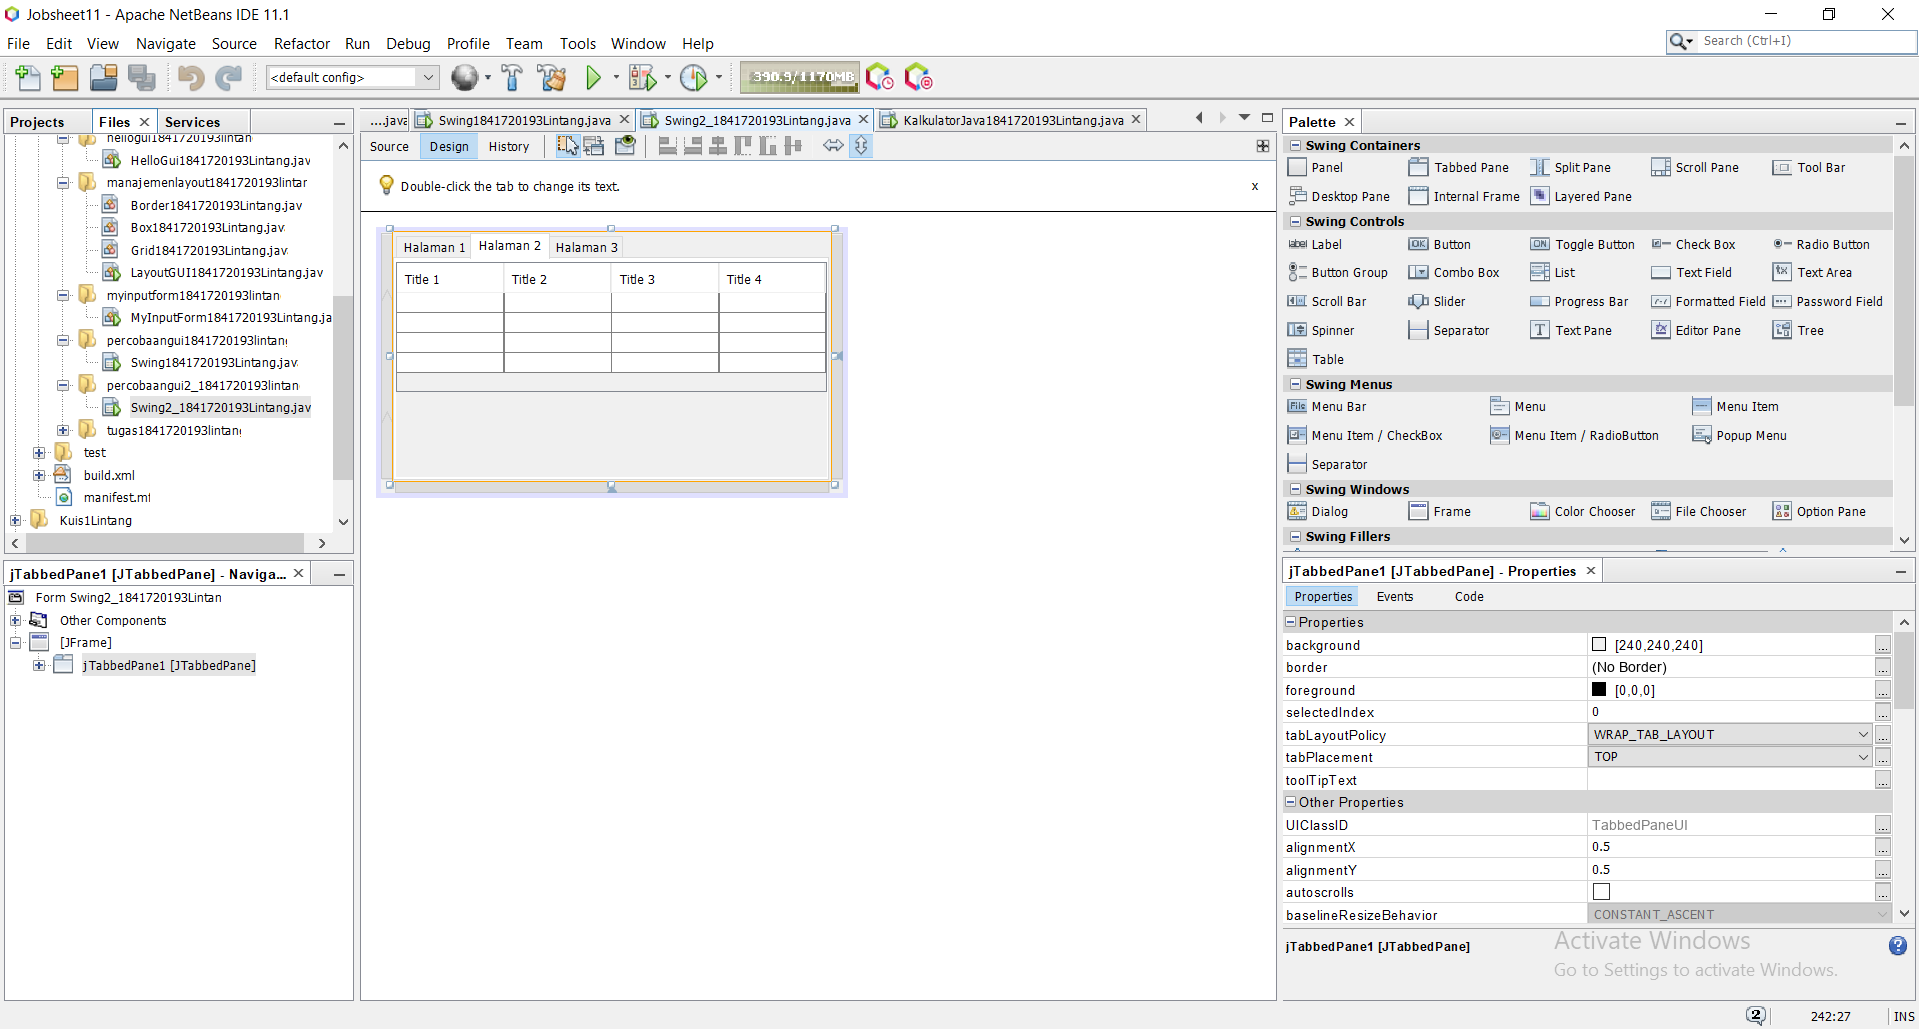 Jobsheet11 - Apache NetBeans IDE 11.1
File Edit View Navigate Source Refactor Run Debug Profile Team Tools Window Help
Search (Ctrl+I)
<default config>
390.9/1170MB
Projects Files Services
hellogui1841720193lintan
HelloGui1841720193Lintang.jav
manajemenlayout1841720193lintar
Border1841720193Lintang.jav
Box1841720193Lintang.java
Grid1841720193Lintang.java
LayoutGUI1841720193Lintang.jav
myinputform1841720193lintan
MyInputForm1841720193Lintang.ja
percobaangui1841720193lintang
Swing1841720193Lintang.jav
percobaangui2_1841720193lintan
Swing2_1841720193Lintang.jav
tugas1841720193lintang
test
build.xml
manifest.mf
Kuis1Lintang
jTabbedPane1 [JTabbedPane] - Naviga...
Form Swing2_1841720193Lintan
Other Components
[JFrame]
jTabbedPane1 [JTabbedPane]
....java Swing1841720193Lintang.java Swing2_1841720193Lintang.java KalkulatorJava1841720193Lintang.java
Source Design History
Double-click the tab to change its text.
x
Halaman 1 Halaman 2 Halaman 3
Title 1 Title 2 Title 3 Title 4
Palette
Swing Containers
Panel Tabbed Pane Split Pane Scroll Pane Tool Bar
Desktop Pane Internal Frame Layered Pane
Swing Controls
Label Button Toggle Button Check Box Radio Button
Button Group Combo Box List Text Field Text Area
Scroll Bar Slider Progress Bar Formatted Field Password Field
Spinner Separator Text Pane Editor Pane Tree
Table
Swing Menus
Menu Bar Menu Menu Item
Menu Item / CheckBox Menu Item / RadioButton Popup Menu
Separator
Swing Windows
Dialog Frame Color Chooser File Chooser Option Pane
Swing Fillers
jTabbedPane1 [JTabbedPane] - Properties
Properties Events Code
Properties
background [240,240,240] ...
border (No Border) ...
foreground [0,0,0] ...
selectedIndex 0 ...
tabLayoutPolicy WRAP_TAB_LAYOUT ...
tabPlacement TOP ...
toolTipText ...
Other Properties
UIClassID TabbedPaneUI ...
alignmentX 0.5 ...
alignmentY 0.5 ...
autoscrolls ...
baselineResizeBehavior CONSTANT_ASCENT
jTabbedPane1 [JTabbedPane]
Activate Windows
Go to Settings to activate Windows.
2 242:27 INS